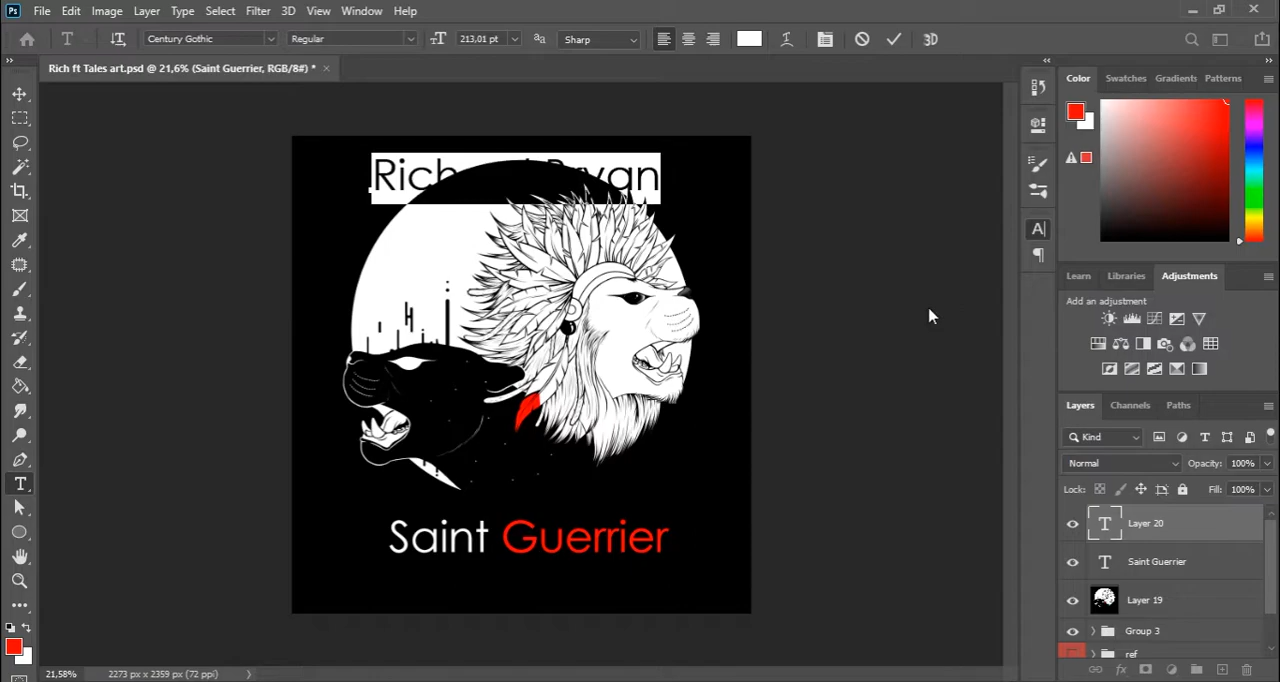 Ps File Edit Image Layer Type Select Filter 3D View Window Help
T Century Gothic Regular 213,01 pt aa Sharp 3D
Rich ft Tales art.psd @ 21,6% (Saint Guerrier, RGB/8#) * ×
Color Swatches Gradients Patterns
Learn Libraries Adjustments
Add an adjustment
Layers Channels Paths
Kind
Normal Opacity: 100%
Lock: Fill: 100%
Layer 20
Saint Guerrier
Layer 19
Group 3
ref
Saint Guerrier
21,58% 2273 px x 2359 px (72 ppi)